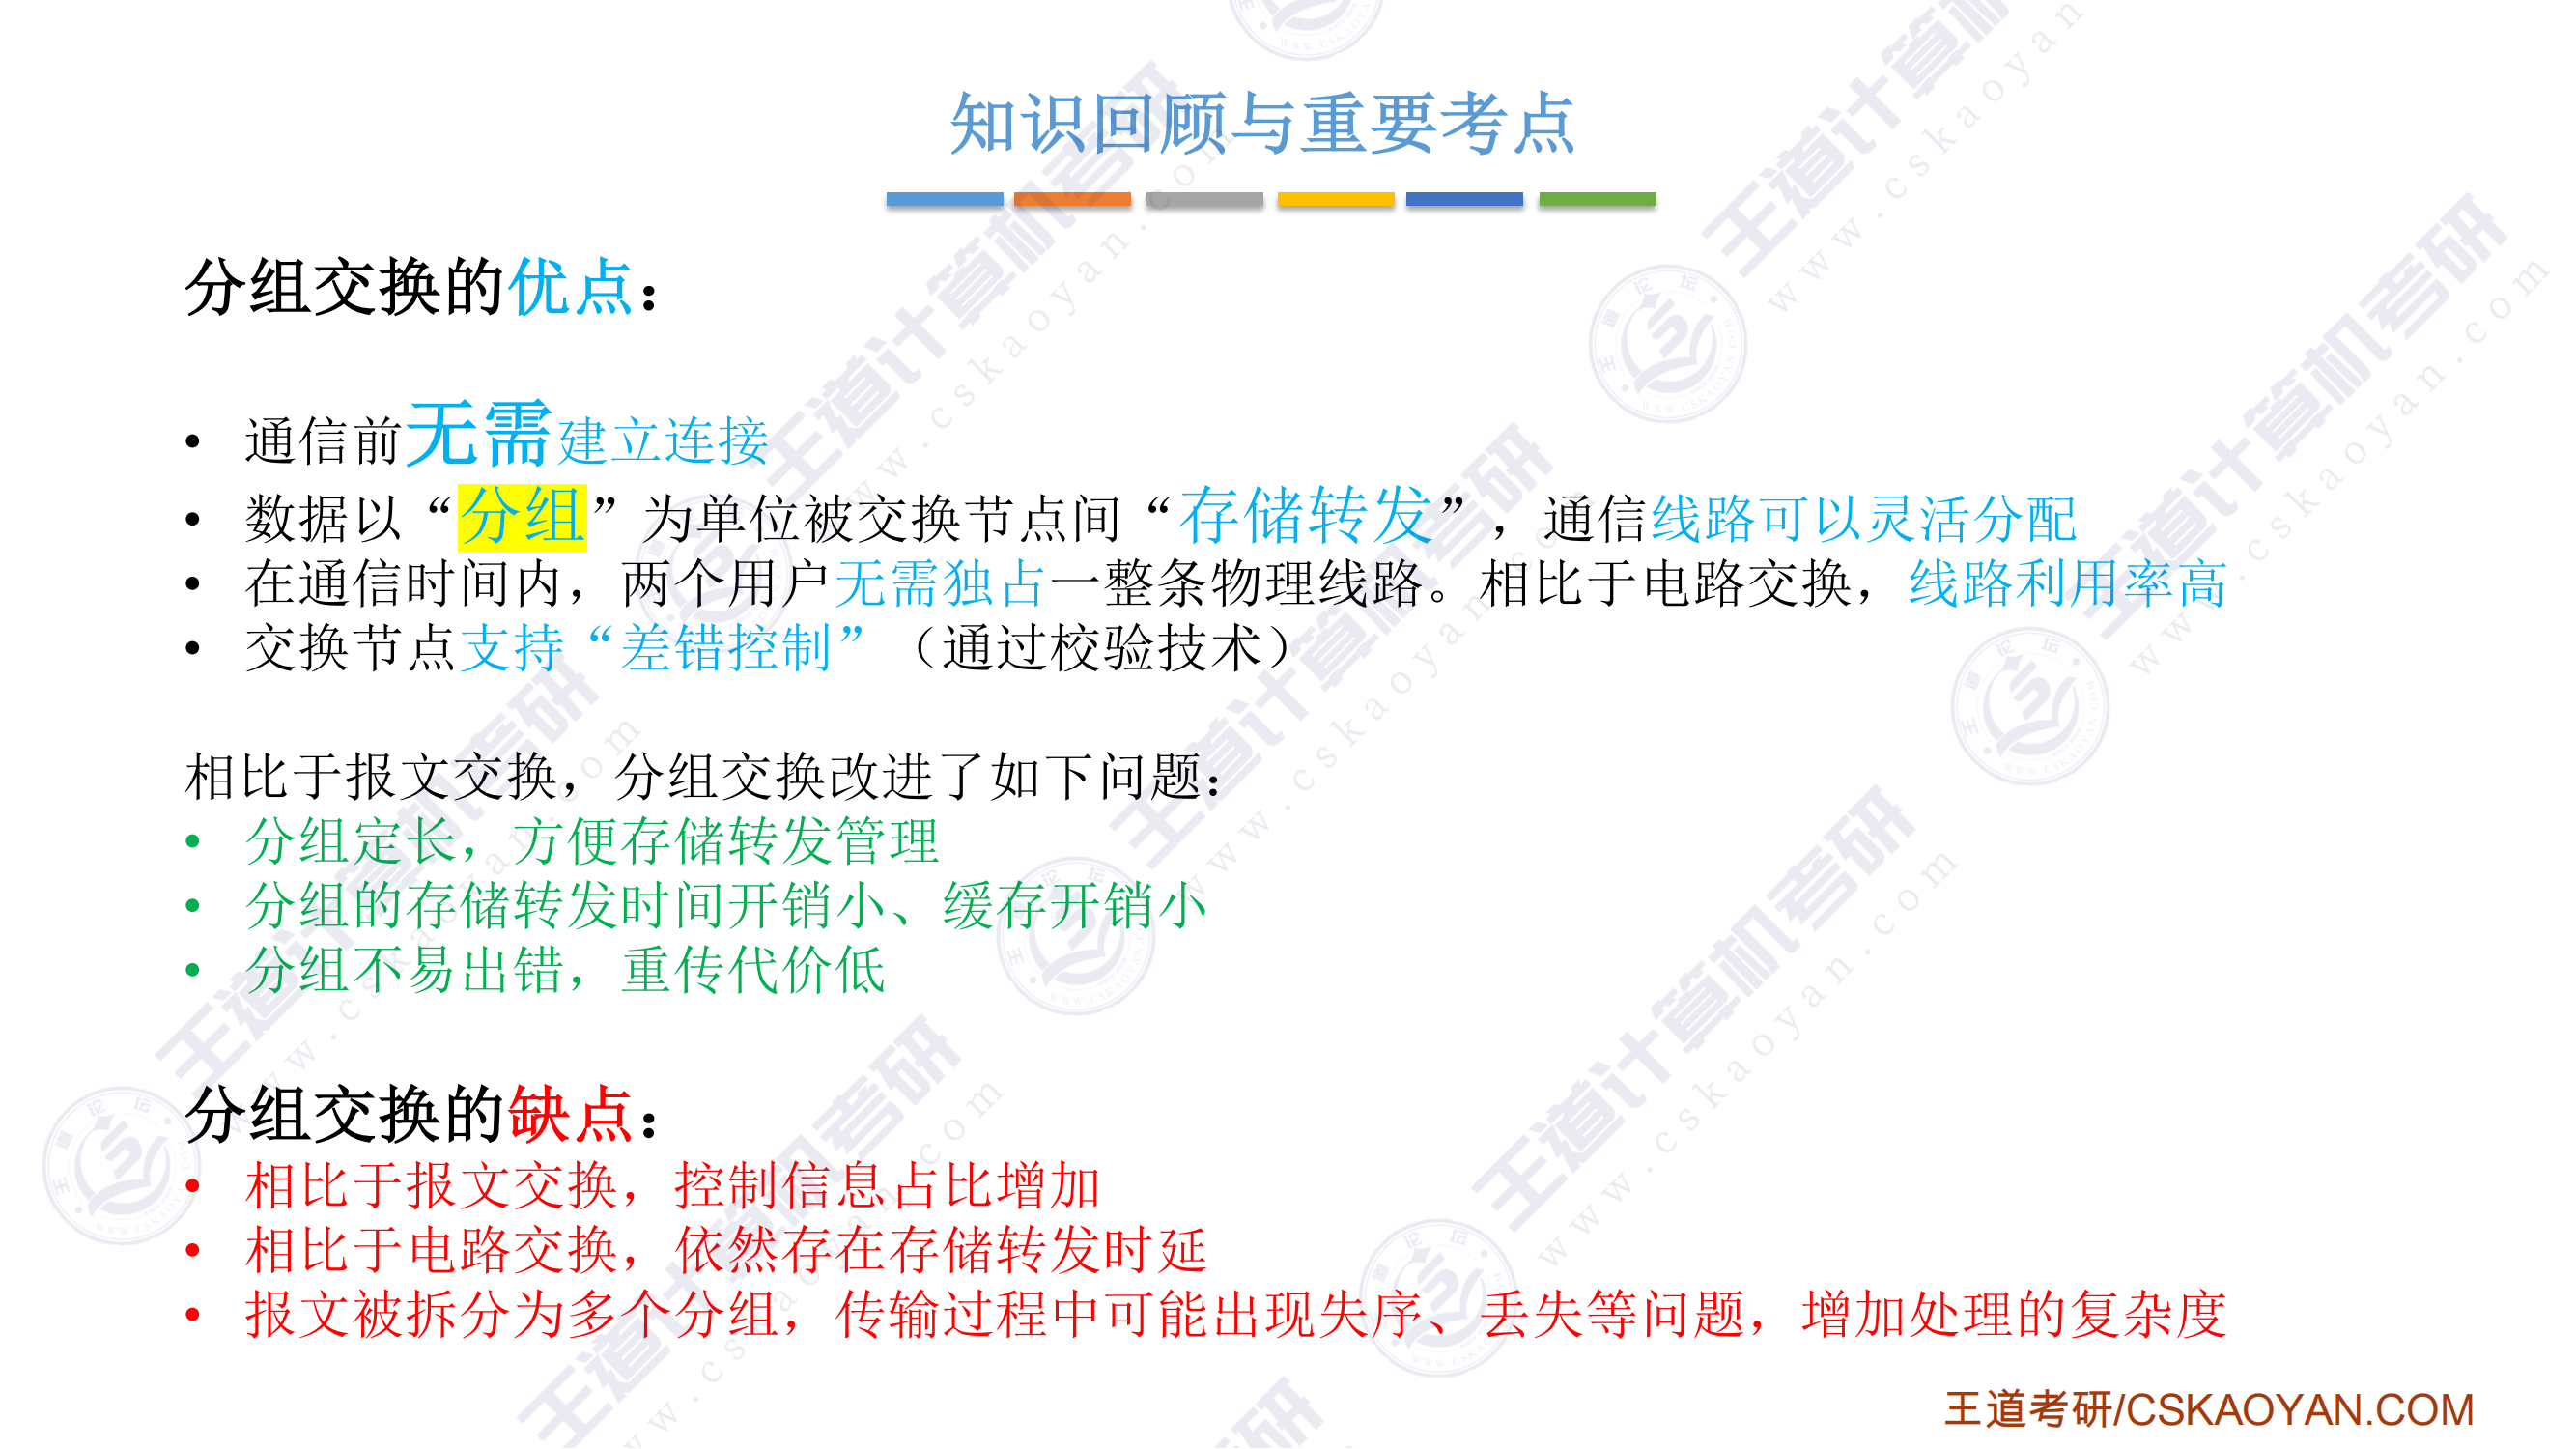 知识回顾与重要考点
分组交换的优点：
• 通信前无需建立连接
• 数据以“分组”为单位被交换节点间“存储转发”，通信线路可以灵活分配
• 在通信时间内，两个用户无需独占一整条物理线路。相比于电路交换，线路利用率高
• 交换节点支持“差错控制”（通过校验技术）
相比于报文交换，分组交换改进了如下问题：
• 分组定长，方便存储转发管理
• 分组的存储转发时间开销小、缓存开销小
• 分组不易出错，重传代价低
分组交换的缺点：
• 相比于报文交换，控制信息占比增加
• 相比于电路交换，依然存在存储转发时延
• 报文被拆分为多个分组，传输过程中可能出现失序、丢失等问题，增加处理的复杂度
王道考研/CSKAOYAN.COM
王道计算机考研
www.cskaoyan.com